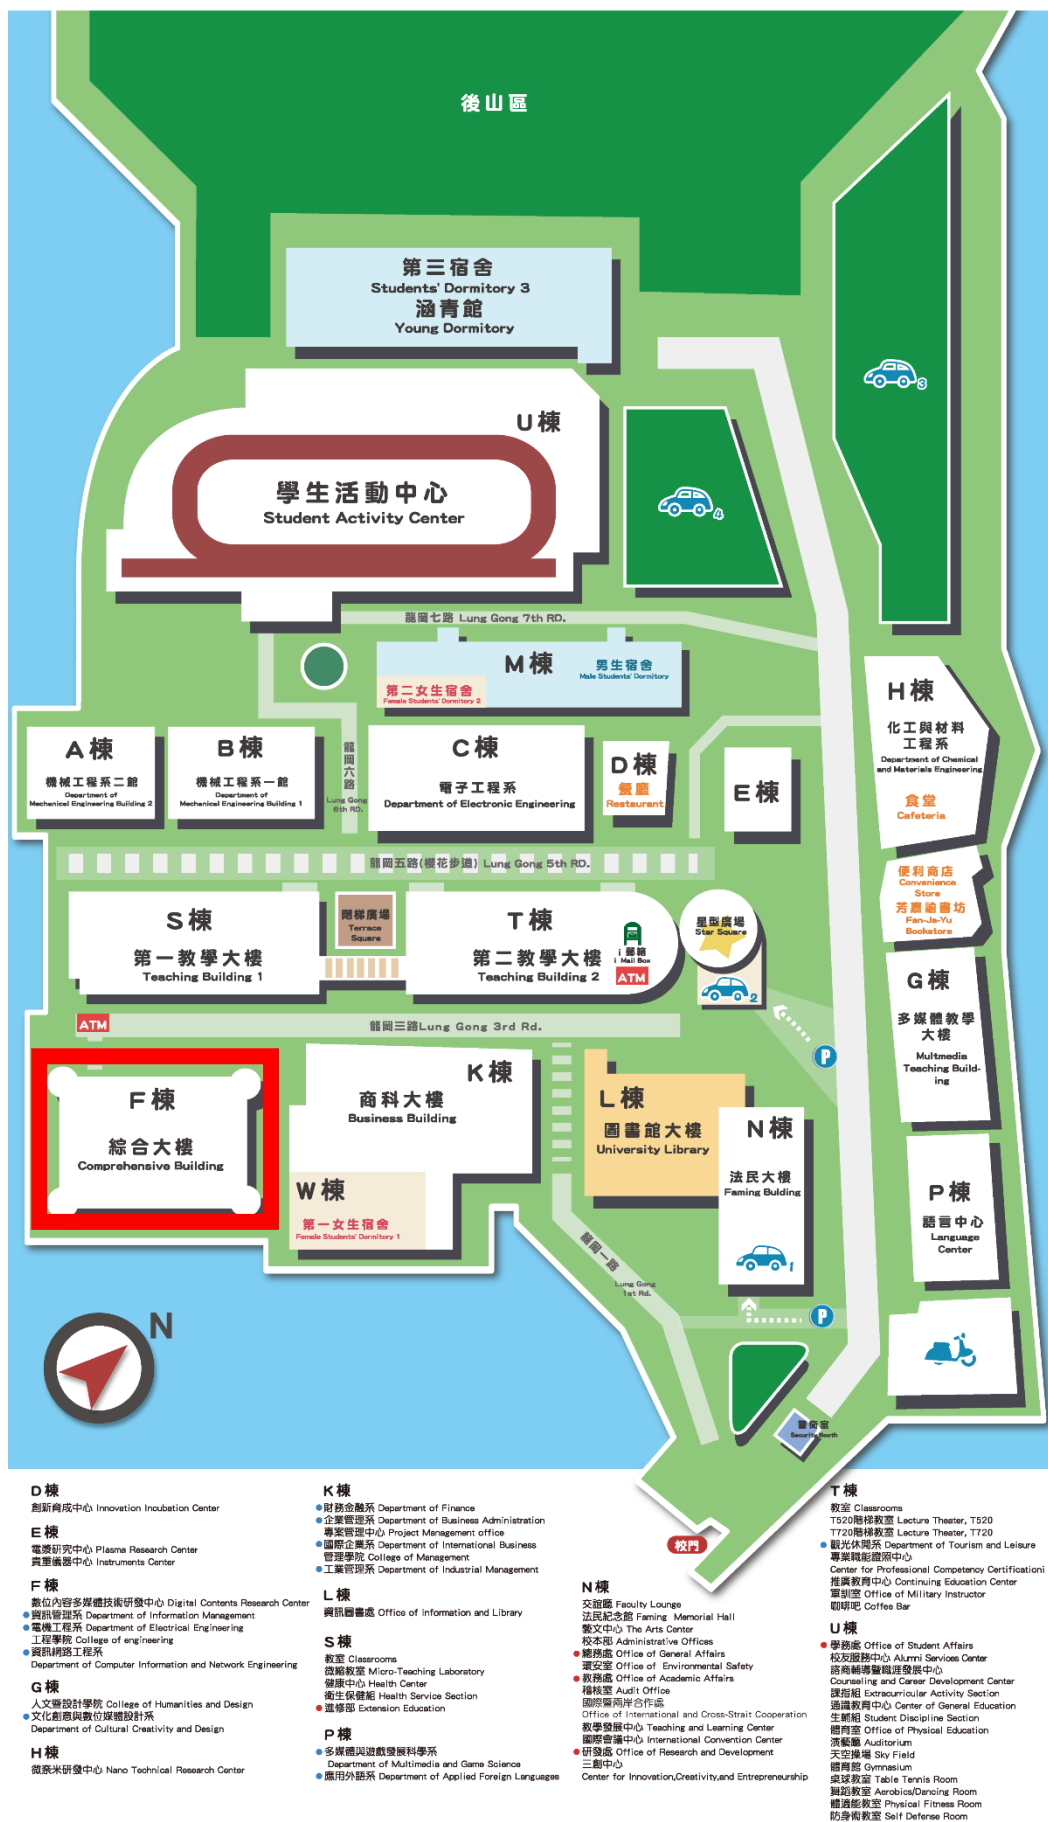 後山區
第三宿舍
Students' Dormitory 3
涵青館
Young Dormitory
3
U棟
學生活動中心
Student Activity Center
4
龍岡七路 Lung Gong 7th RD.
M棟
男生宿舍
Male Students' Dormitory
第二女生宿舍
Female Students' Dormitory 2
H棟
化工與材料
工程系
Department of Chemical
and Materials Engineering
食堂
Cafeteria
A棟
機械工程系二館
Department of
Mechanical Engineering Building 2
B棟
機械工程系一館
Department of
Mechanical Engineering Building 1
龍岡六路
Lung Gong
6th RD.
C棟
電子工程系
Department of Electronic Engineering
D棟
餐廳
Restaurant
E棟
龍岡五路(櫻花步道) Lung Gong 5th RD.
便利商店
Convenience
Store
芳嘉諭書坊
Fan-Ja-Yu
Bookstore
S棟
第一教學大樓
Teaching Building 1
階梯廣場
Terrace
Square
T棟
第二教學大樓
Teaching Building 2
i 郵箱
i Mail Box
ATM
星型廣場
Star Square
2
G棟
多媒體教學
大樓
Multmedia
Teaching Build-
ing
ATM
龍岡三路Lung Gong 3rd Rd.
P
F棟
綜合大樓
Comprehensive Building
K棟
商科大樓
Business Building
W棟
第一女生宿舍
Female Students' Dormitory 1
L棟
圖書館大樓
University Library
N棟
法民大樓
Faming Bulding
1
P棟
語言中心
Language
Center
龍岡一路
Lung Gong
1st Rd.
P
N
警衛室
Security Booth
校門
D棟
創新育成中心 Innovation Incubation Center
E棟
電漿研究中心 Plasma Research Center
貴重儀器中心 Instruments Center
F棟
數位內容多媒體技術研發中心 Digital Contents Research Center
資訊管理系 Department of Information Management
電機工程系 Department of Electrical Engineering
工程學院 College of engineering
資訊網路工程系
Department of Computer Information and Network Engineering
G棟
人文暨設計學院 College of Humanities and Design
文化創意與數位媒體設計系
Department of Cultural Creativity and Design
H棟
微奈米研發中心 Nano Technical Research Center
K棟
財務金融系 Department of Finance
企業管理系 Department of Business Administration
專案管理中心 Project Management office
國際企業系 Department of International Business
管理學院 College of Management
工業管理系 Department of Industrial Management
L棟
資訊圖書處 Office of Information and Library
S棟
教室 Classrooms
微縮教室 Micro-Teaching Laboratory
健康中心 Health Center
衛生保健組 Health Service Section
進修部 Extension Education
P棟
多媒體與遊戲發展科學系
Department of Multimedia and Game Science
應用外語系 Department of Applied Foreign Languages
N棟
交誼廳 Faculty Lounge
法民紀念館 Faming Memorial Hall
藝文中心 The Arts Center
校本部 Administrative Offices
總務處 Office of General Affairs
環安室 Office of Environmental Safety
教務處 Office of Academic Affairs
稽核室 Audit Office
國際暨兩岸合作處
Office of International and Cross-Strait Cooperation
教學發展中心 Teaching and Learning Center
國際會議中心 International Convention Center
研發處 Office of Research and Development
三創中心
Center for Innovation,Creativity,and Entrepreneurship
T棟
教室 Classrooms
T520階梯教室 Lecture Theater, T520
T720階梯教室 Lecture Theater, T720
觀光休閒系 Department of Tourism and Leisure
專業職能證照中心
Center for Professional Competency Certificationi
推廣教育中心 Continuing Education Center
軍訓室 Office of Military Instructor
咖啡吧 Coffee Bar
U棟
學務處 Office of Student Affairs
校友服務中心 Alumni Services Center
諮商輔導暨職涯發展中心
Counseling and Career Development Center
課指組 Extracurricular Activity Section
通識教育中心 Center of General Education
生輔組 Student Discipline Section
體育室 Office of Physical Education
演藝廳 Auditorium
天空操場 Sky Field
體育館 Gymnasium
桌球教室 Table Tennis Room
舞蹈教室 Aerobics/Dancing Room
體適能教室 Physical Fitness Room
防身術教室 Self Defense Room